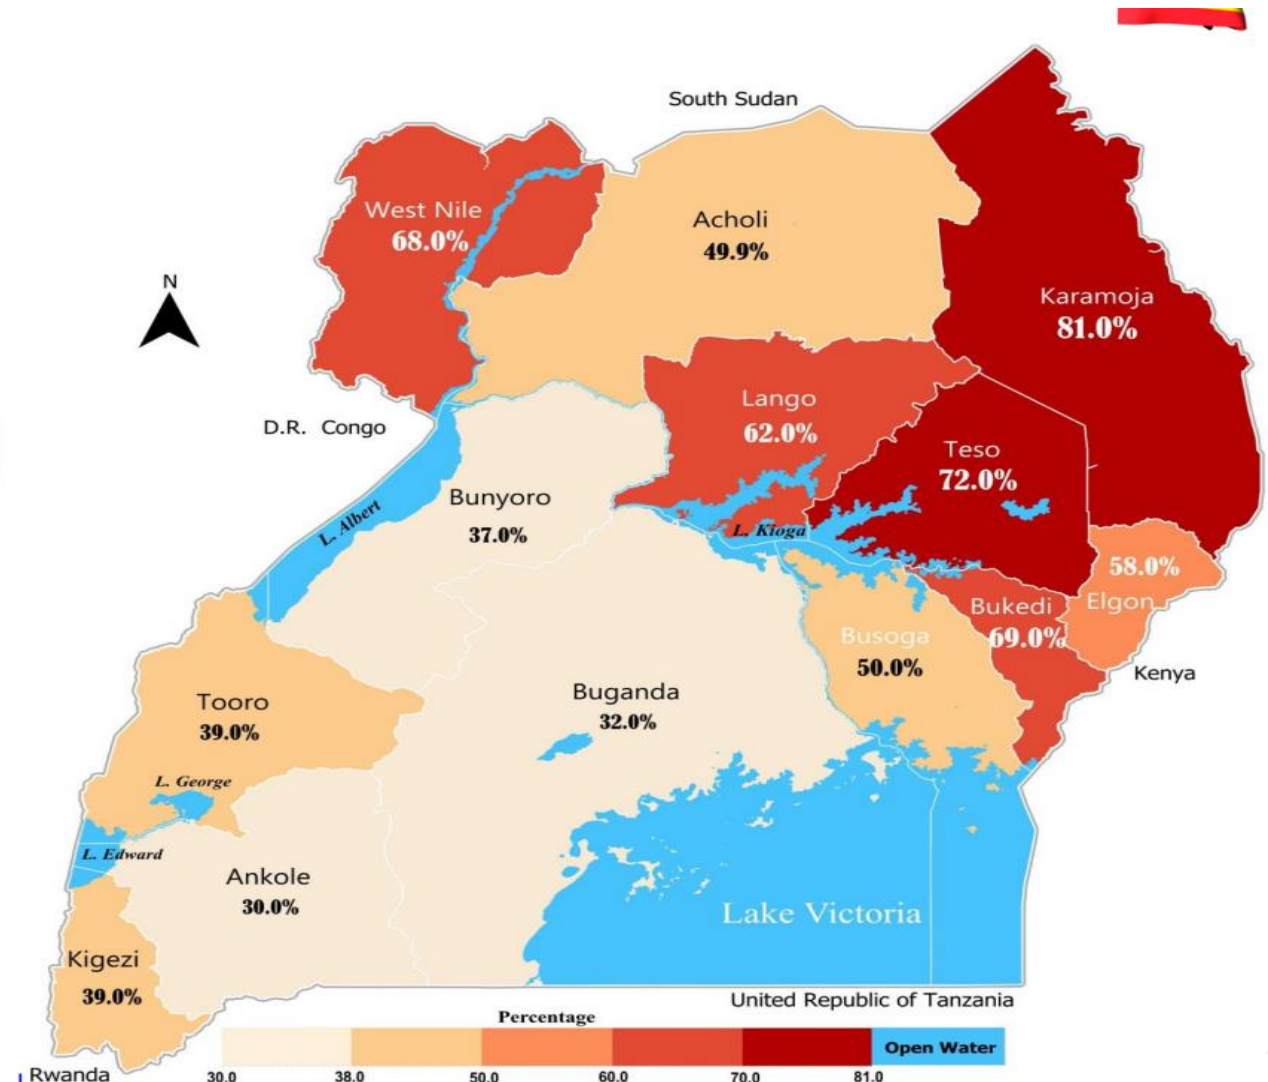 South Sudan
West Nile
68.0%
Acholi
49.9%
N
Karamoja
81.0%
Lango
62.0%
D.R. Congo
Teso
72.0%
Bunyoro
37.0%
L. Albert
L. Kioga
58.0%
Elgon
Bukedi
69.0%
Busoga
50.0%
Kenya
Tooro
39.0%
Buganda
32.0%
L. George
L. Edward
Ankole
30.0%
Lake Victoria
Kigezi
39.0%
United Republic of Tanzania
Percentage
Open Water
Rwanda
30.0 38.0 50.0 60.0 70.0 81.0